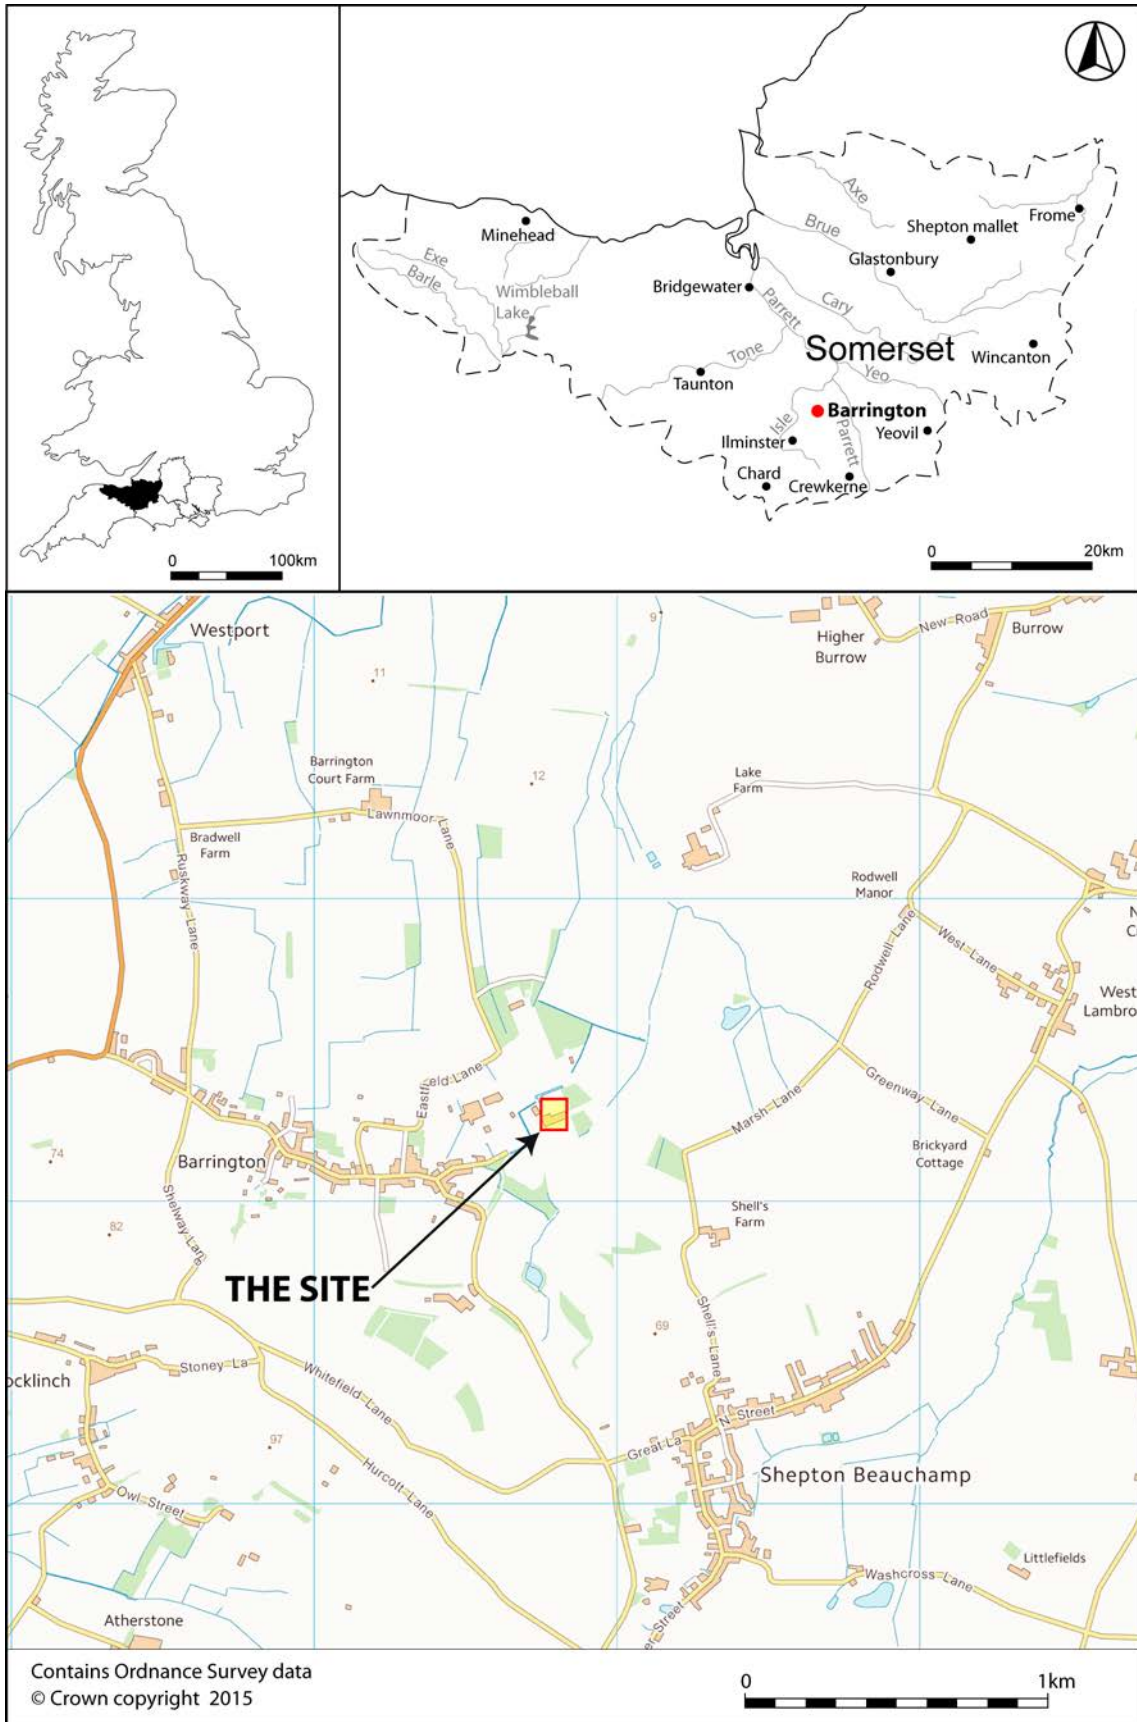 0
100km
Minehead
Exe
Barle
Wimbleball
Lake
Axe
Brue
Shepton mallet
Frome
Glastonbury
Bridgewater
Parrett
Cary
Somerset
Wincanton
Tone
Taunton
Yeo
Barrington
Isle
Ilminster
Parrett
Yeovil
Chard
Crewkerne
0
20km
Westport
9
Higher
Burrow
New Road
Burrow
11
Barrington
Court Farm
12
Lake
Farm
Lawnmoor Lane
Bradwell
Farm
Ruskway Lane
Rodwell
Manor
Rodwell Lane
West Lane
N
C
West
Lambro
Eastfield Lane
Marsh Lane
Greenway Lane
Brickyard
Cottage
74
Barrington
Shelway Lane
82
Shell's
Farm
THE SITE
69
Shell's Lane
ocklinch
Stoney La
Whitefield Lane
N Street
Great La
97
Hurcott Lane
Shepton Beauchamp
Owl Street
Littlefields
Washcross Lane
Atherstone
er Street
Contains Ordnance Survey data
© Crown copyright 2015
0
1km